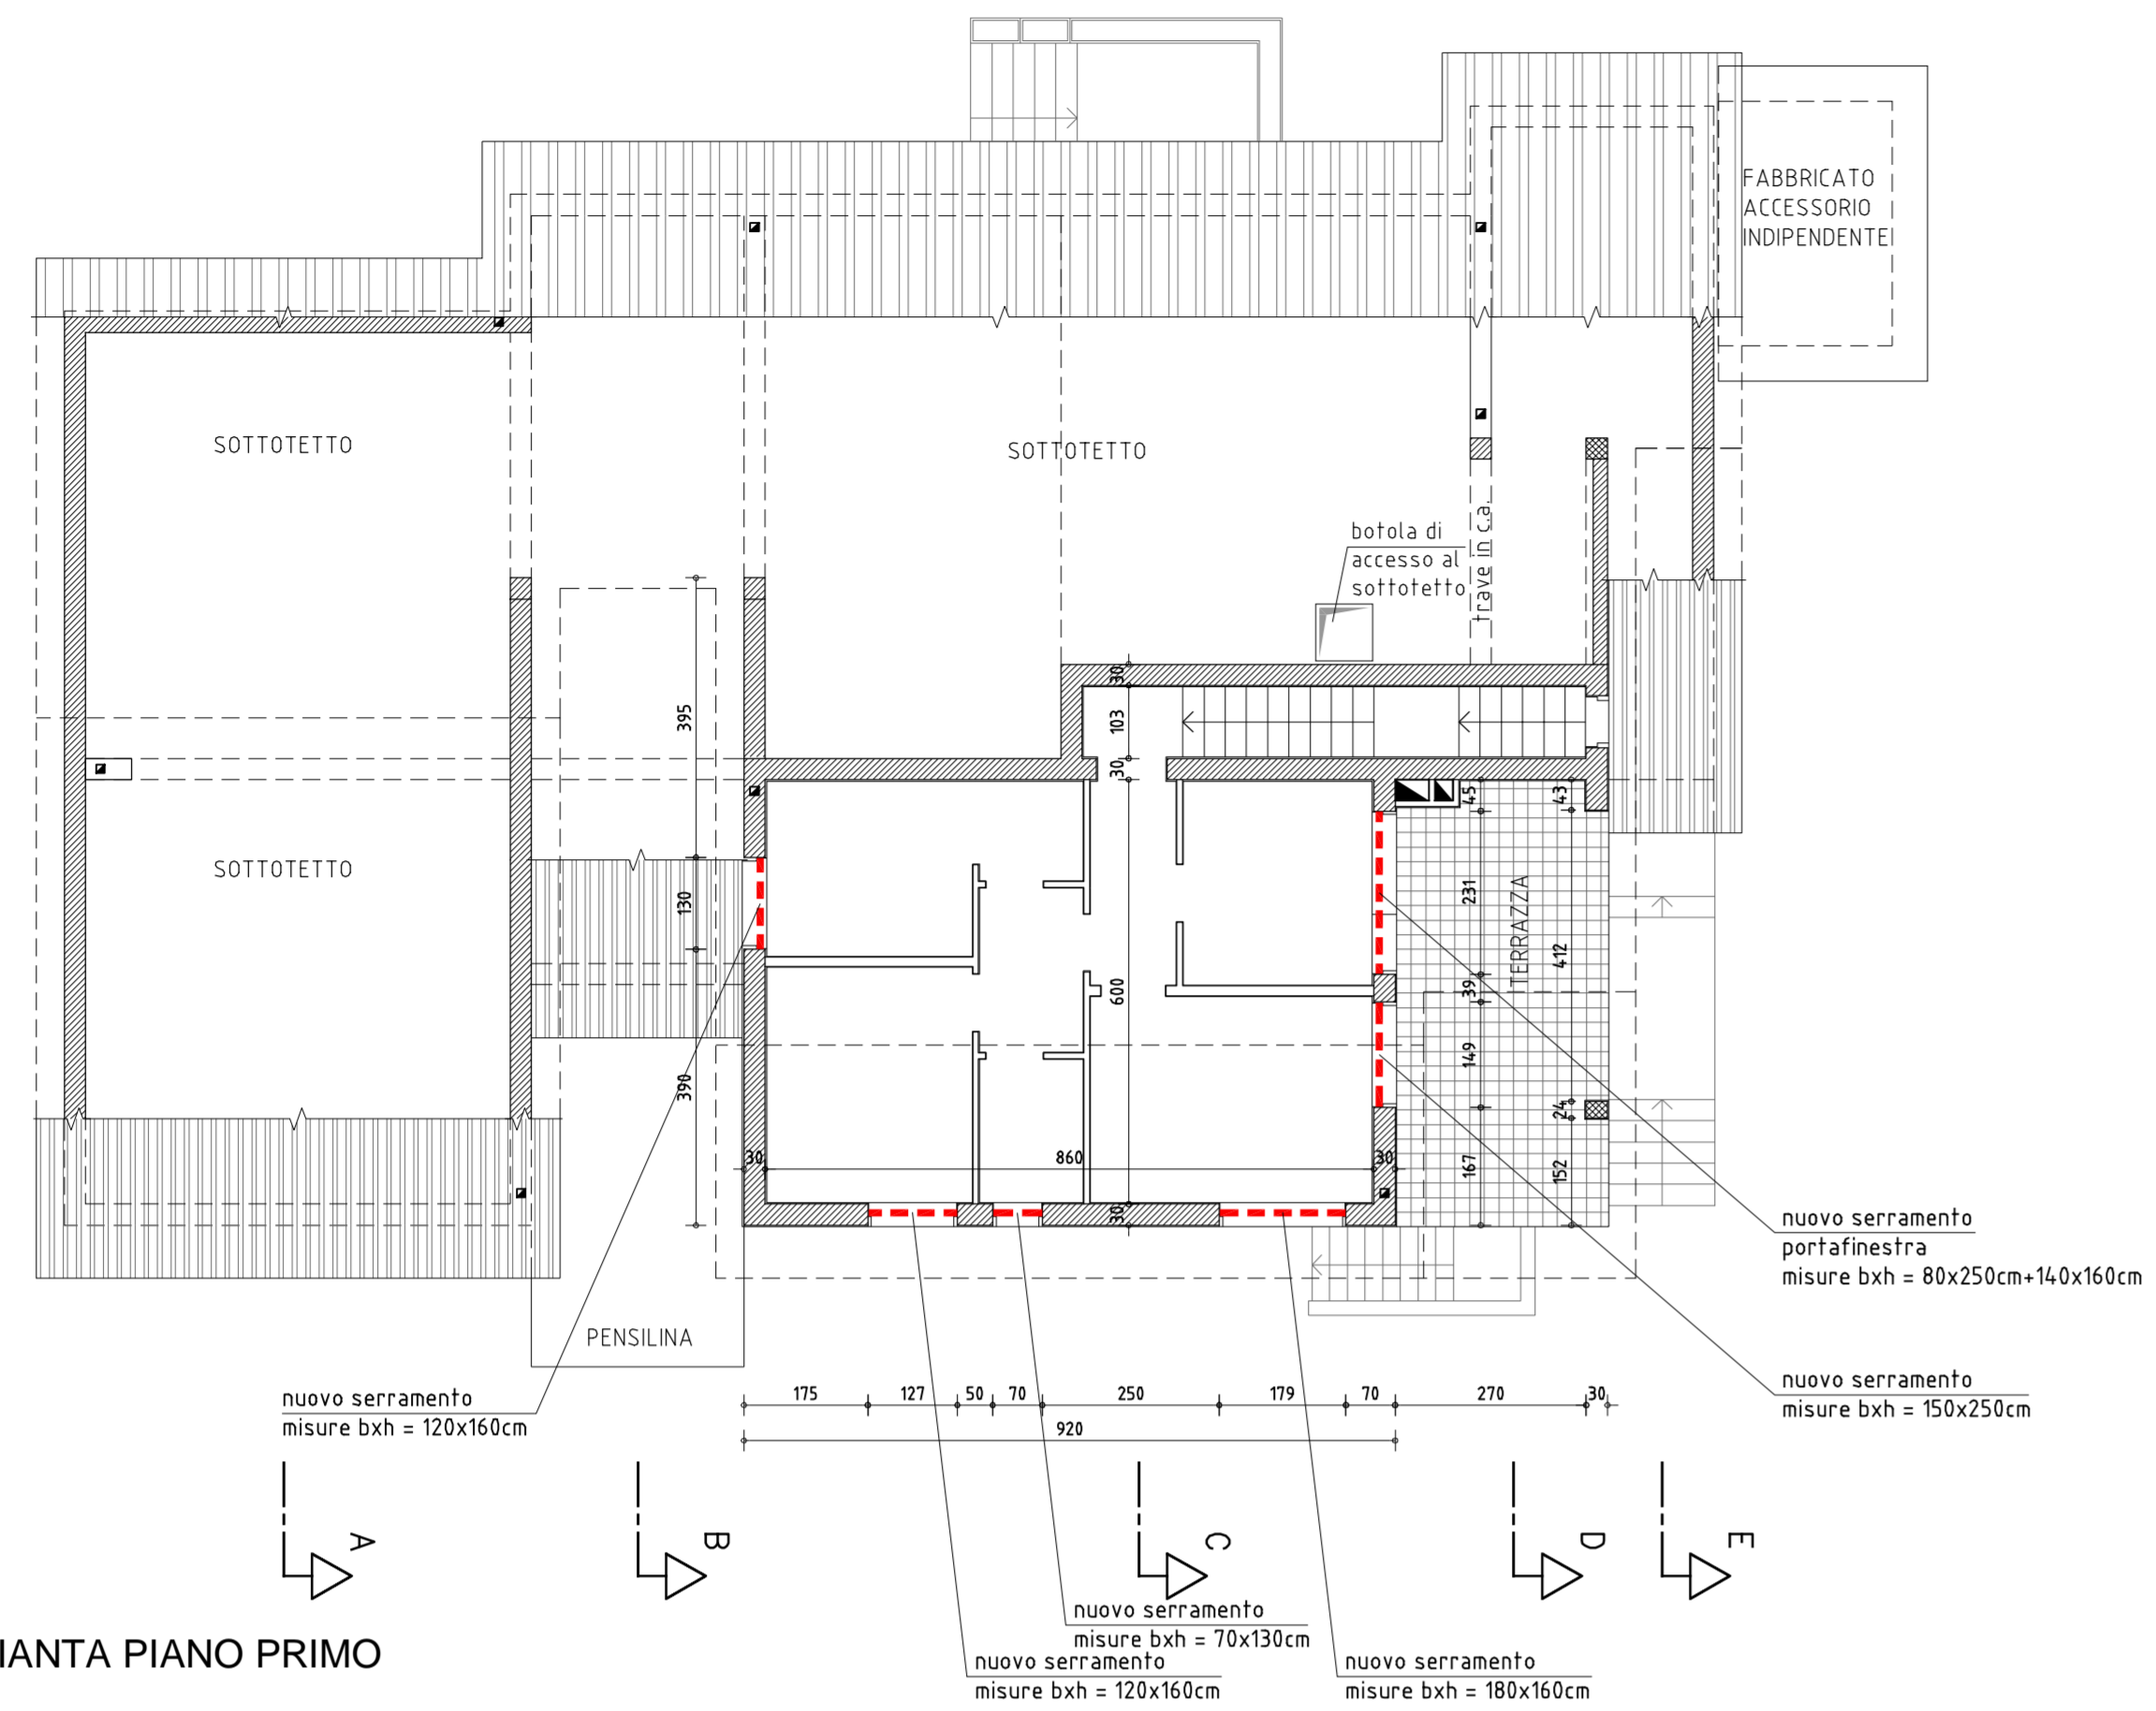 FABBRICATO
ACCESSORIO
INDIPENDENTE
SOTTOTETTO
SOTTOTETTO
botola di
accesso al
sottotetto
trave in c.a.
30
103
30
395
45
43
SOTTOTETTO
130
231
TERRAZZA
412
600
39
149
390
24
30
860
30
167
152
30
nuovo serramento
portafinestra
misure bxh = 80x250cm+140x160cm
PENSILINA
nuovo serramento
misure bxh = 120x160cm
175
127
50
70
250
179
70
270
30
920
nuovo serramento
misure bxh = 150x250cm
A
B
C
D
E
nuovo serramento
misure bxh = 70x130cm
nuovo serramento
misure bxh = 120x160cm
nuovo serramento
misure bxh = 180x160cm
IANTA PIANO PRIMO